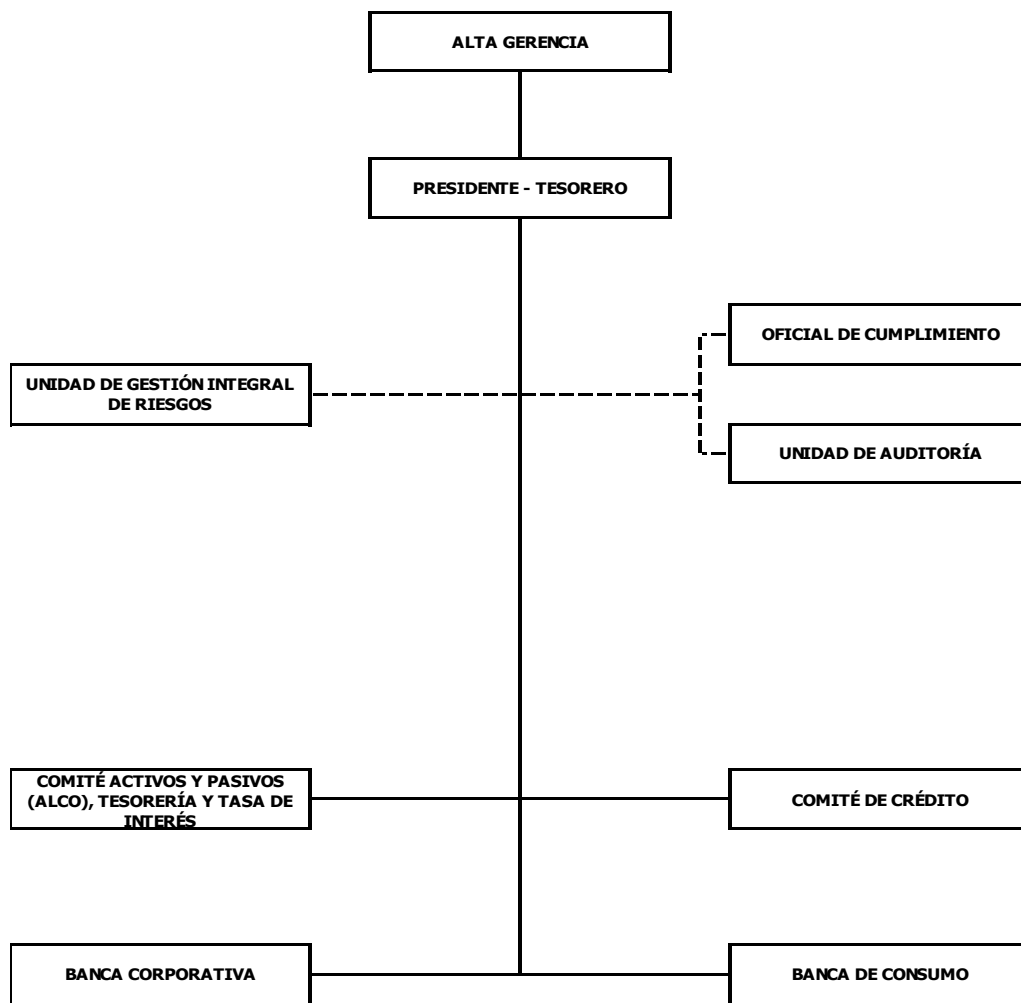 ALTA GERENCIA
PRESIDENTE - TESORERO
OFICIAL DE CUMPLIMIENTO
UNIDAD DE GESTIÓN INTEGRAL
DE RIESGOS
UNIDAD DE AUDITORÍA
COMITÉ ACTIVOS Y PASIVOS
(ALCO), TESORERÍA Y TASA DE
INTERÉS
COMITÉ DE CRÉDITO
BANCA CORPORATIVA
BANCA DE CONSUMO